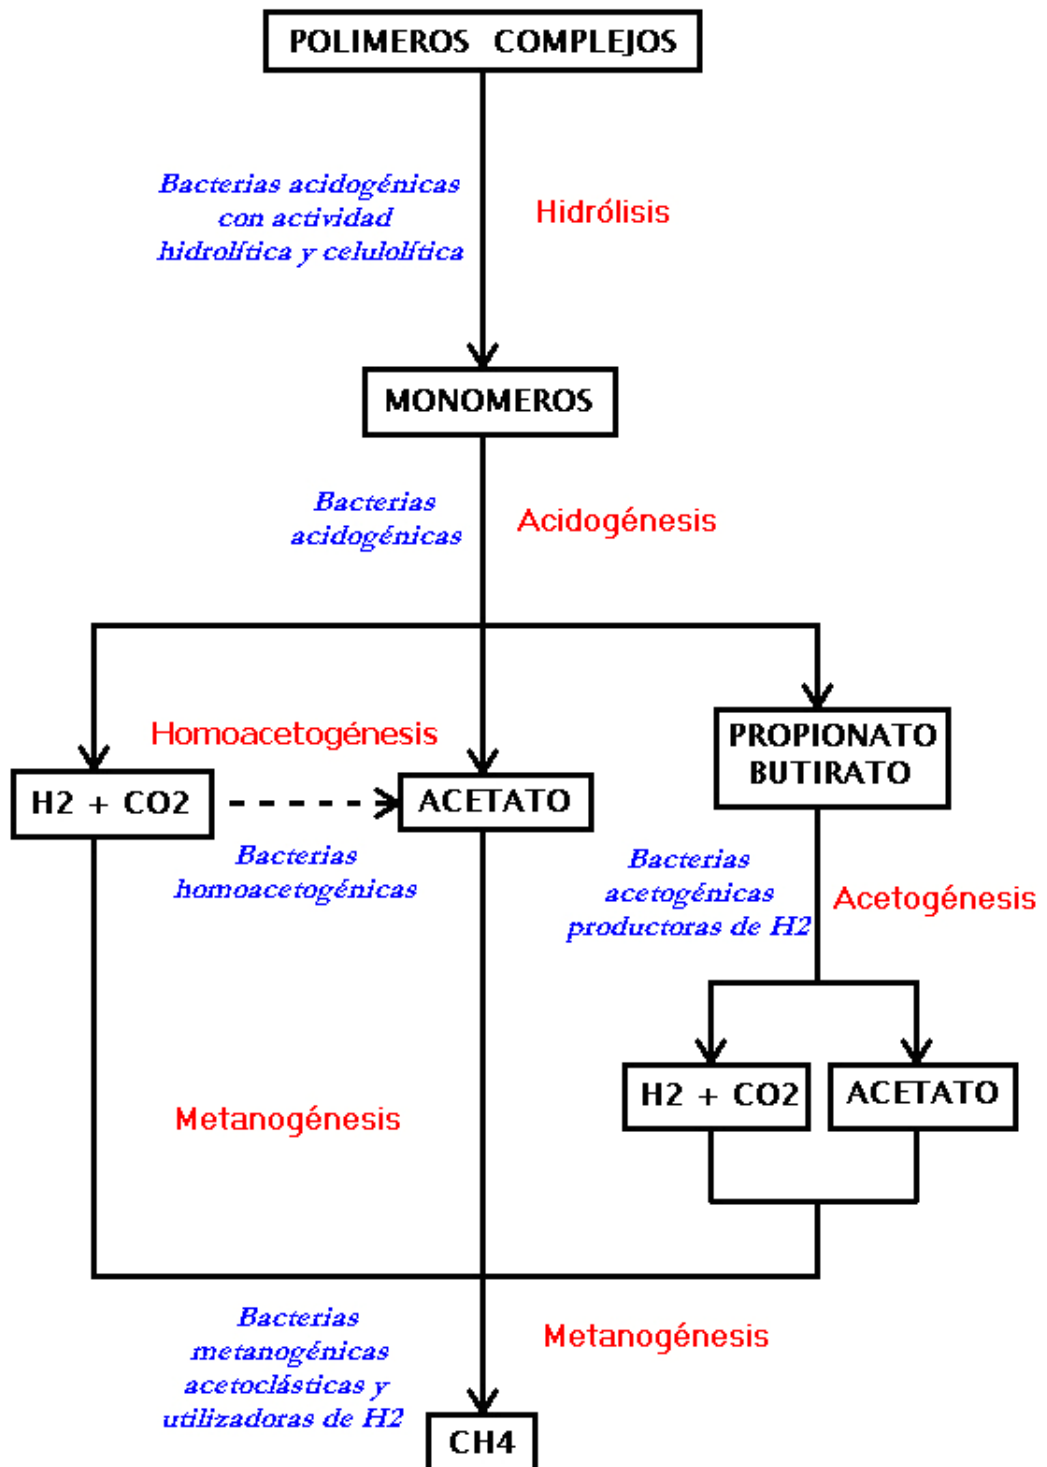 POLIMEROS COMPLEJOS
Bacterias acidogénicas
con actividad
hidrolítica y celulolítica
Hidrólisis
MONOMEROS
Bacterias
acidogénicas
Acidogénesis
Homoacetogénesis
H2 + CO2
ACETATO
PROPIONATO
BUTIRATO
Bacterias
homoacetogénicas
Bacterias
acetogénicas
productoras de H2
Acetogénesis
H2 + CO2
ACETATO
Metanogénesis
Bacterias
metanogénicas
acetoclásticas y
utilizadoras de H2
Metanogénesis
CH4